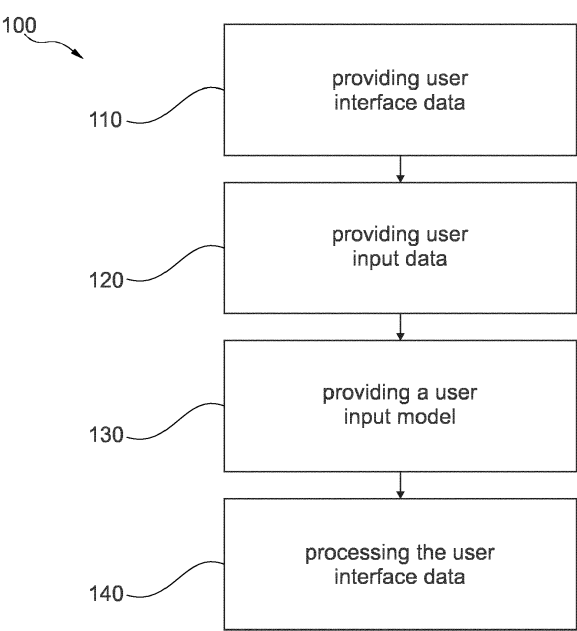 100
110
providing user
interface data
120
providing user
input data
130
providing a user
input model
140
processing the user
interface data